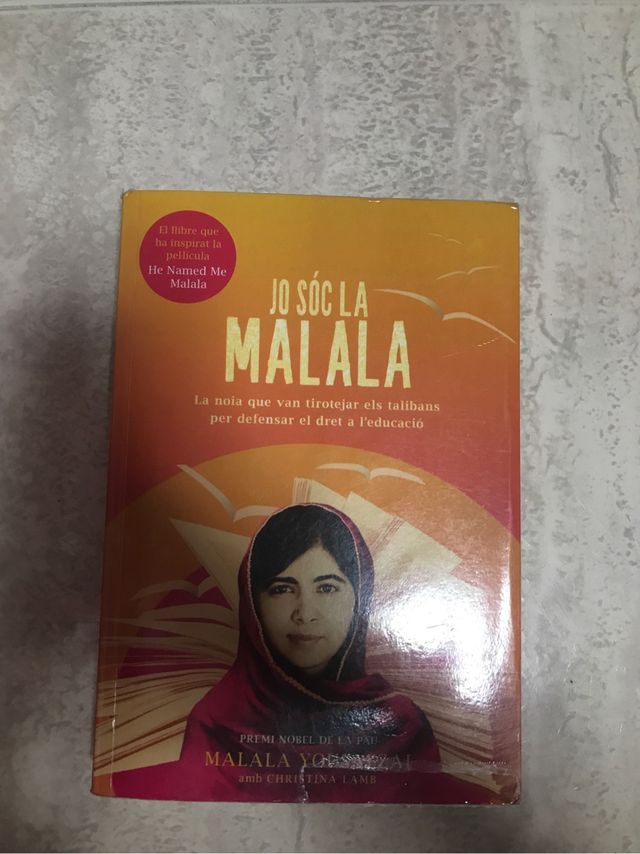 El llibre que
ha inspirat la
pel·lícula
He Named Me
Malala
JO SÓC LA
MALALA
La noia que van tirotejar els talibans
per defensar el dret a l'educació
PREMI NOBEL DE LA PAU
MALALA YOUSAFZAI
amb CHRISTINA LAMB